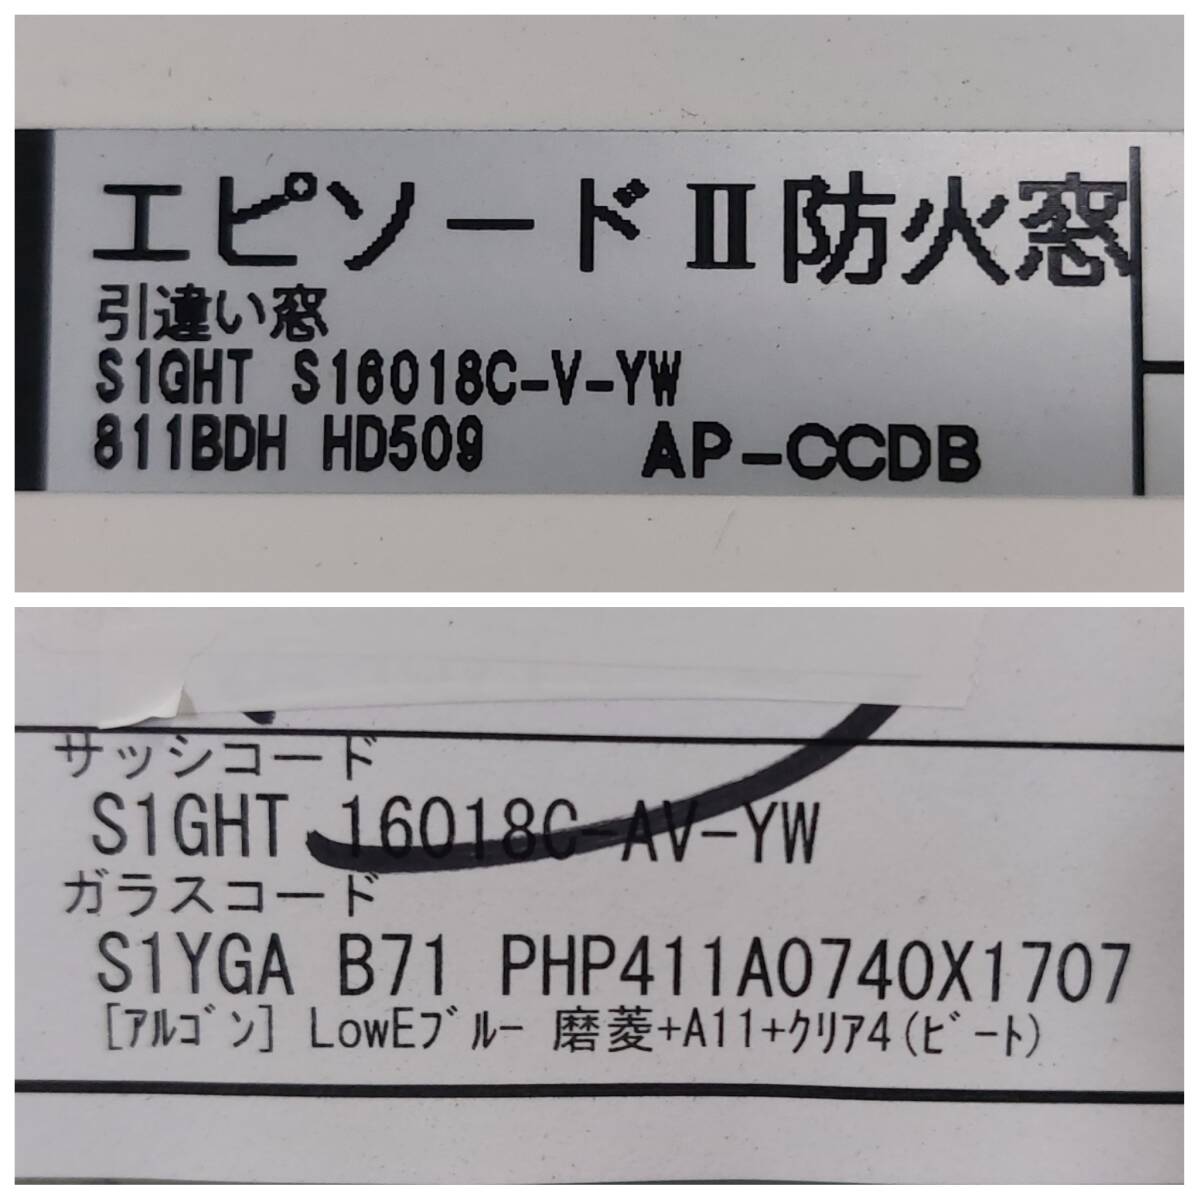 エピソードⅡ防火窓
引違い窓
S1GHT S16018C-V-YW
811BDH HD509 AP-CCDB
サッシコード
S1GHT 16018C-AV-YW
ガラスコード
S1YGA B71 PHP411A0740X1707
[ｱﾙｺﾞﾝ] LowEﾌﾞﾙｰ 磨菱+A11+ｸﾘｱ4(ﾋﾞｰﾄ)